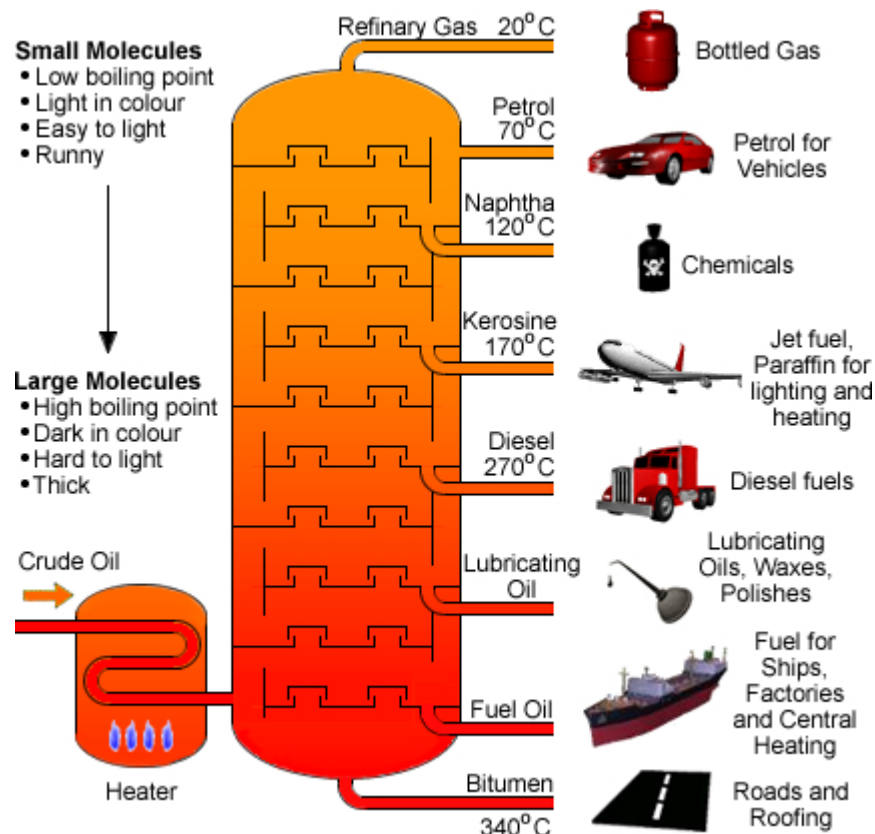 Refinary Gas 20°C
Small Molecules
• Low boiling point
• Light in colour
• Easy to light
• Runny
Large Molecules
• High boiling point
• Dark in colour
• Hard to light
• Thick
Crude Oil
Heater
Petrol
70°C
Naphtha
120°C
Kerosine
170°C
Diesel
270°C
Lubricating
Oil
Fuel Oil
Bitumen
340°C
Bottled Gas
Petrol for
Vehicles
Chemicals
Jet fuel,
Paraffin for
lighting and
heating
Diesel fuels
Lubricating
Oils, Waxes,
Polishes
Fuel for
Ships,
Factories
and Central
Heating
Roads and
Roofing